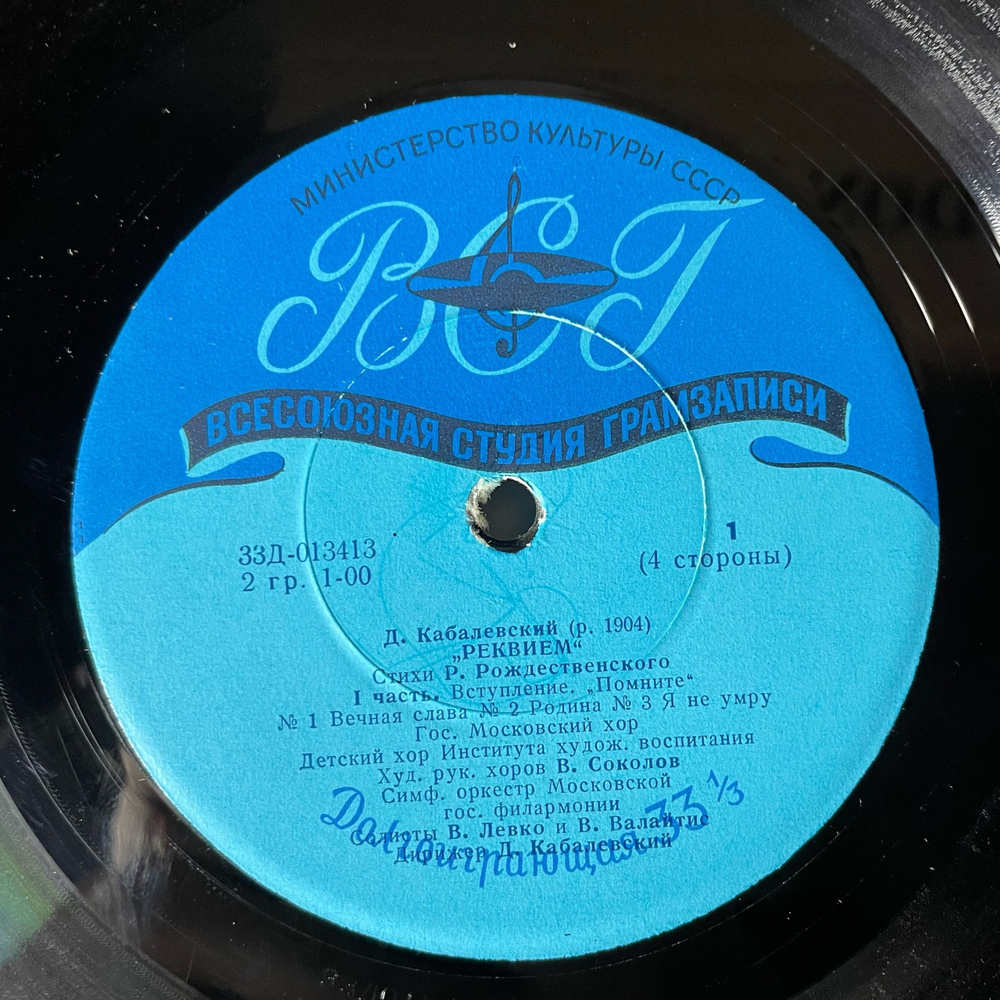 МИНИСТЕРСТВО КУЛЬТУРЫ СССР
ВСГ
ВСЕСОЮЗНАЯ СТУДИЯ ГРАМЗАПИСИ
33Д-013413
2 гр. 1-00
1
(4 стороны)
Д. Кабалевский (р. 1904)
„РЕКВИЕМ“
Стихи Р. Рождественского
I часть. Вступление. „Помните“
№ 1 Вечная слава № 2 Родина № 3 Я не умру
Гос. Московский хор
Детский хор Института худож. воспитания
Худ. рук. хоров В. Соколов
Симф. оркестр Московской
гос. филармонии
Солисты В. Левко и В. Валайтис
Дирижер Д. Кабалевский
Долгоиграющая 33 1/3